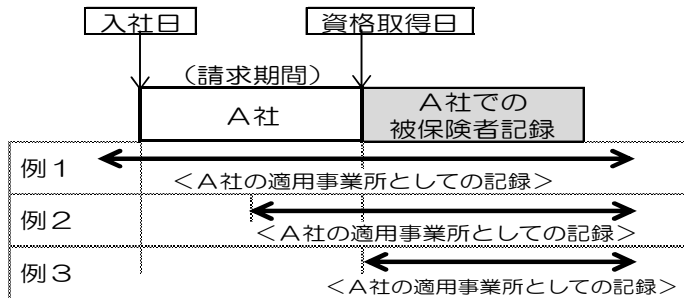 入社日 資格取得日
（請求期間）
Ａ社 Ａ社での
被保険者記録
例１
＜Ａ社の適用事業所としての記録＞
例２
＜Ａ社の適用事業所としての記録＞
例３
＜Ａ社の適用事業所としての記録＞